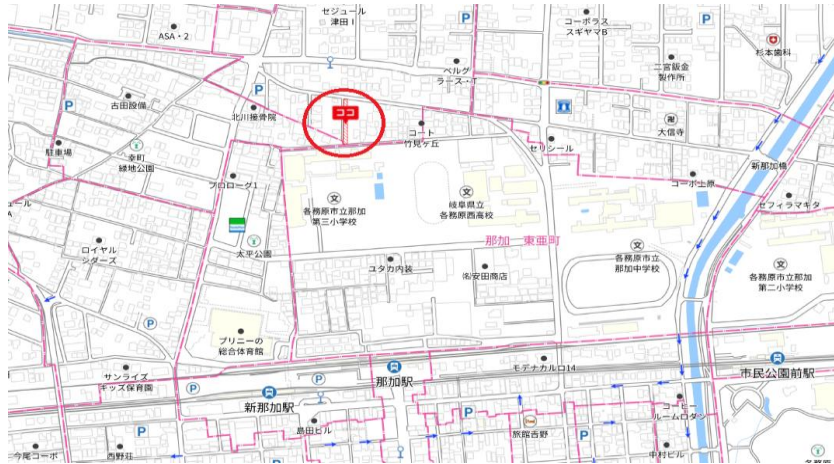 セジュール
津田 I
ASA・2
P
コーポラス
スギヤマB
P
杉本歯科
ベルグ
ラース・T
二宮鈑金
製作所
P
古田設備
P
北川接骨院
ココ
コート
竹見ヶ丘
大信寺
セリシール
新那加橋
駐車場
幸町
緑地公園
プロローグ1
文
各務原市立那加
第三小学校
文
岐阜県立
各務原西高校
コーポ上原
セフィラマキタ
太平公園
那加 東亜町
文
各務原市立
那加中学校
文
各務原市立那加
第二小学校
ロイヤル
シダーズ
ユタカ内装
㈲安田商店
P
プリニーの
総合体育館
サンライズ
キッズ保育園
P
P
新那加駅
那加駅
モデナカルロ14
市民公園前駅
コーヒー
ルームロダン
今尾コーポ
西野荘
P
島田ビル
P
旅館吉野
P
中村ビル